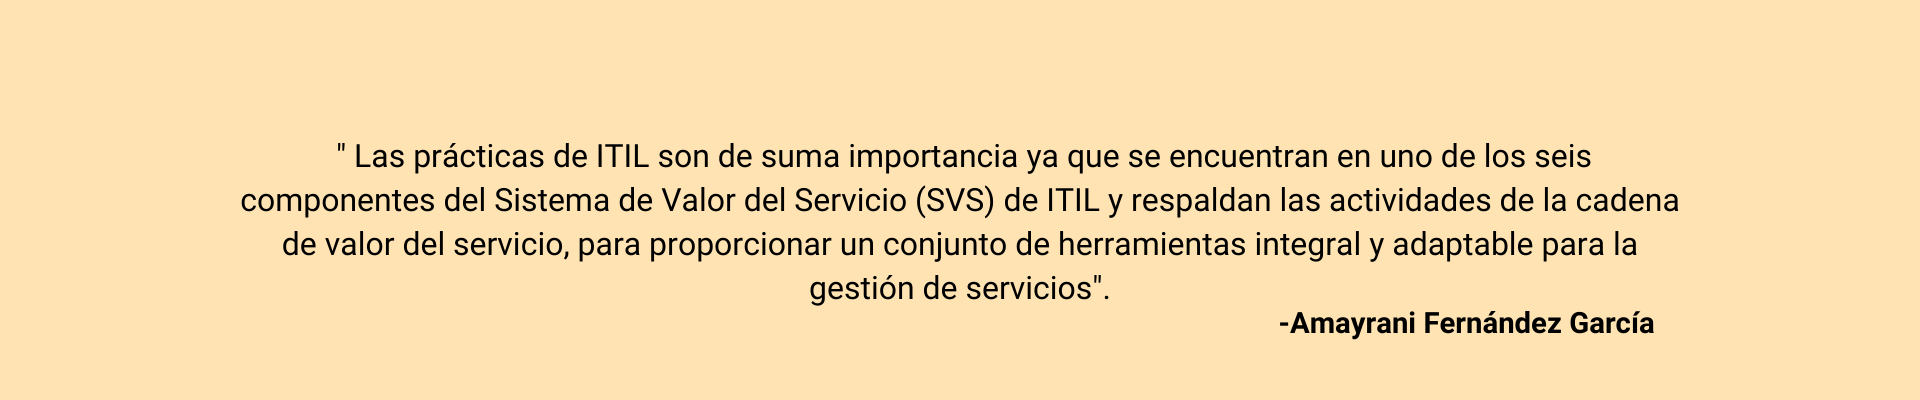 " Las prácticas de ITIL son de suma importancia ya que se encuentran en uno de los seis
componentes del Sistema de Valor del Servicio (SVS) de ITIL y respaldan las actividades de la cadena
de valor del servicio, para proporcionar un conjunto de herramientas integral y adaptable para la
gestión de servicios".
-Amayrani Fernández García